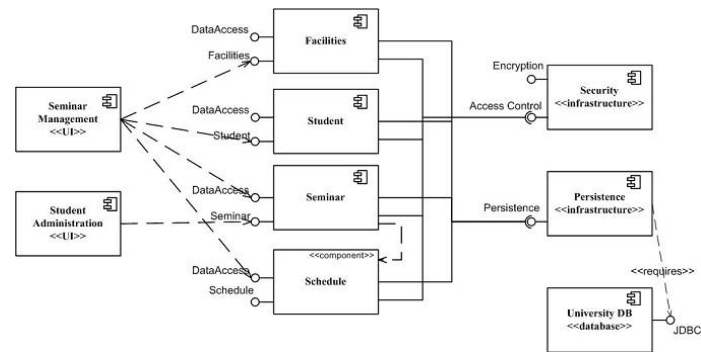 DataAccess
Facilities
Facilities
Encryption
Security
<<infrastructure>>
Access Control
Seminar
Management
<<UI>>
DataAccess
Student
Student
Student
Administration
<<UI>>
DataAccess
Seminar
Seminar
Persistence
Persistence
<<infrastructure>>
<<component>>
DataAccess
Schedule
Schedule
<<requires>>
University DB
<<database>>
JDBC